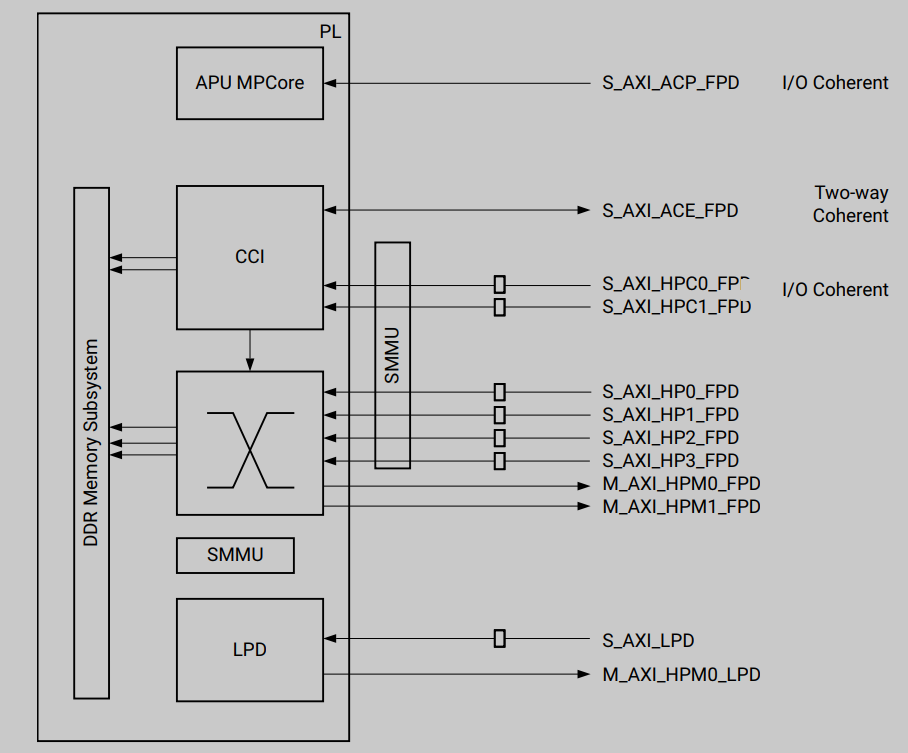 PL
APU MPCore
S_AXI_ACP_FPD
I/O Coherent
S_AXI_ACE_FPD
Two-way
Coherent
CCI
S_AXI_HPC0_FPD
I/O Coherent
S_AXI_HPC1_FPD
SMMU
DDR Memory Subsystem
S_AXI_HP0_FPD
S_AXI_HP1_FPD
S_AXI_HP2_FPD
S_AXI_HP3_FPD
M_AXI_HPM0_FPD
M_AXI_HPM1_FPD
SMMU
LPD
S_AXI_LPD
M_AXI_HPM0_LPD